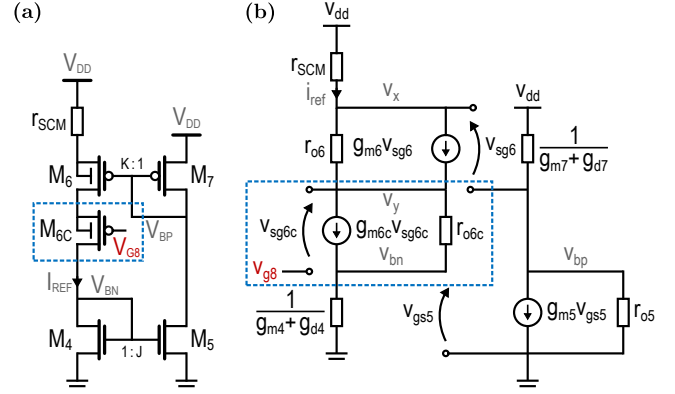 (a)
V_DD
r_SCM
V_DD
K:1
M_6
M_7
M_6C
V_G8
V_BP
I_REF
V_BN
M_4
1:J
M_5
(b)
v_dd
r_SCM
i_ref
v_x
v_dd
r_o6
g_m6v_sg6
v_sg6
1
g_m7+g_d7
v_y
v_sg6c
g_m6cv_sg6c
r_o6c
v_g8
v_bn
v_bp
1
g_m4+g_d4
v_gs5
g_m5v_gs5
r_o5